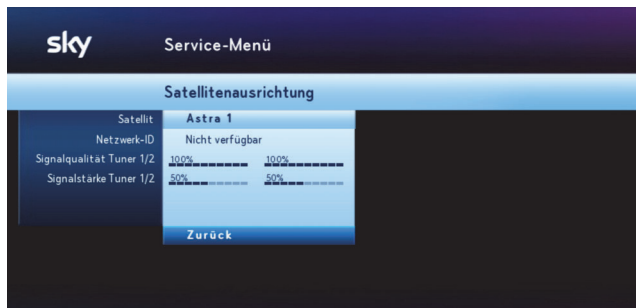 sky Service-Menü
Satellitenausrichtung
Satellit Astra 1
Netzwerk-ID Nicht verfügbar
Signalqualität Tuner 1/2 100% 100%
Signalstärke Tuner 1/2 50% 50%
Zurück